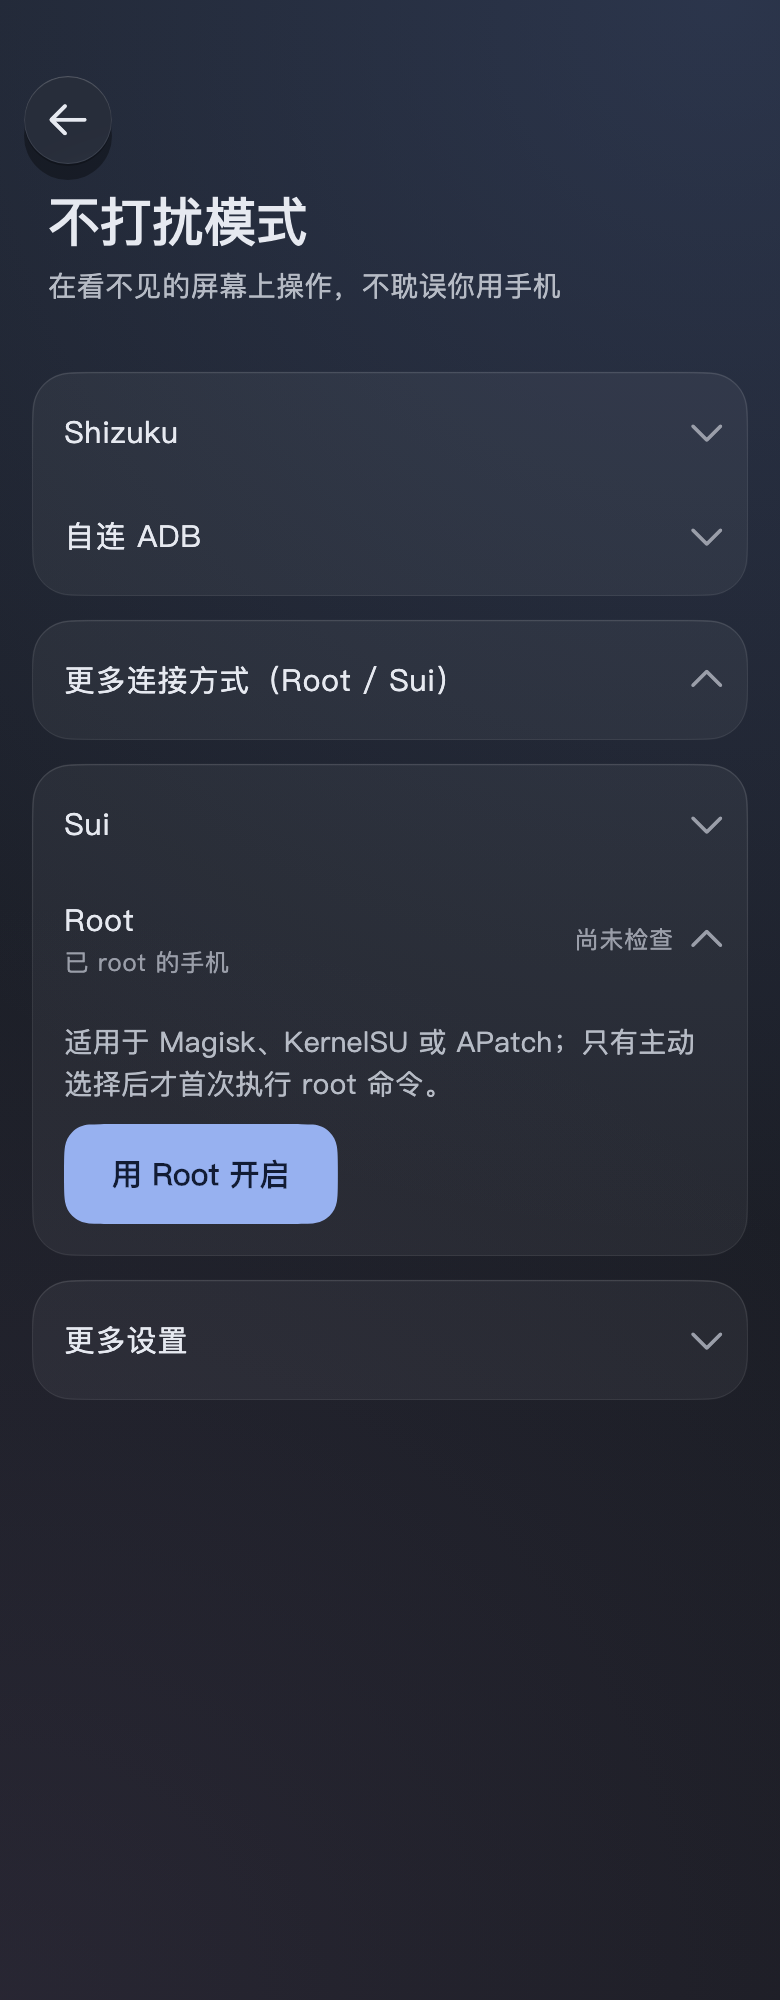 不打扰模式
在看不见的屏幕上操作，不耽误你用手机
Shizuku
自连 ADB
更多连接方式（Root / Sui）
Sui
Root
已 root 的手机
尚未检查
适用于 Magisk、KernelSU 或 APatch；只有主动
选择后才首次执行 root 命令。
用 Root 开启
更多设置